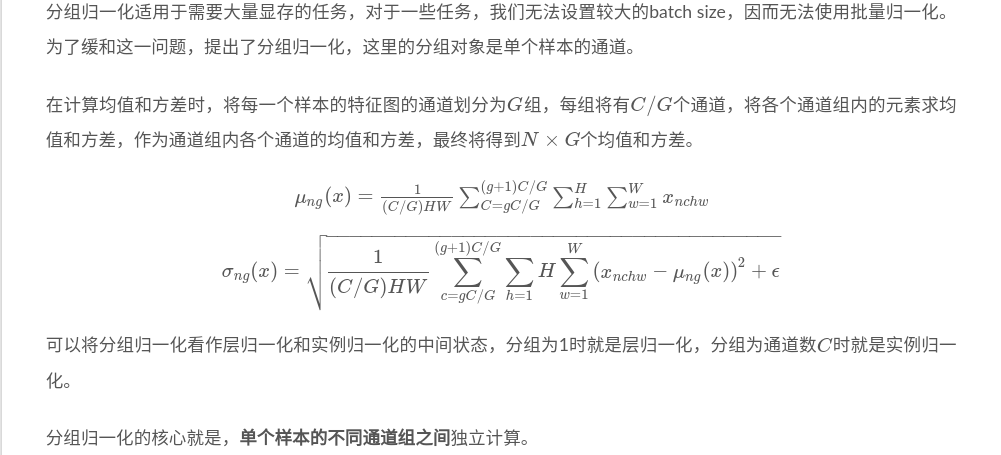 分组归一化适用于需要大量显存的任务，对于一些任务，我们无法设置较大的batch size，因而无法使用批量归一化。
为了缓和这一问题，提出了分组归一化，这里的分组对象是单个样本的通道。
在计算均值和方差时，将每一个样本的特征图的通道划分为G组，每组将有C/G个通道，将各个通道组内的元素求均
值和方差，作为通道组内各个通道的均值和方差，最终将得到N × G个均值和方差。
μ_{ng}(x) = \frac{1}{(C/G)HW} \sum_{C=gC/G}^{(g+1)C/G} \sum_{h=1}^{H} \sum_{w=1}^{W} x_{nchw}
σ_{ng}(x) = \sqrt{\frac{1}{(C/G)HW} \sum_{c=gC/G}^{(g+1)C/G} \sum_{h=1} H \sum_{w=1}^{W} (x_{nchw} − μ_{ng}(x))^2 + ϵ}
可以将分组归一化看作层归一化和实例归一化的中间状态，分组为1时就是层归一化，分组为通道数C时就是实例归一
化。
分组归一化的核心就是，单个样本的不同通道组之间独立计算。